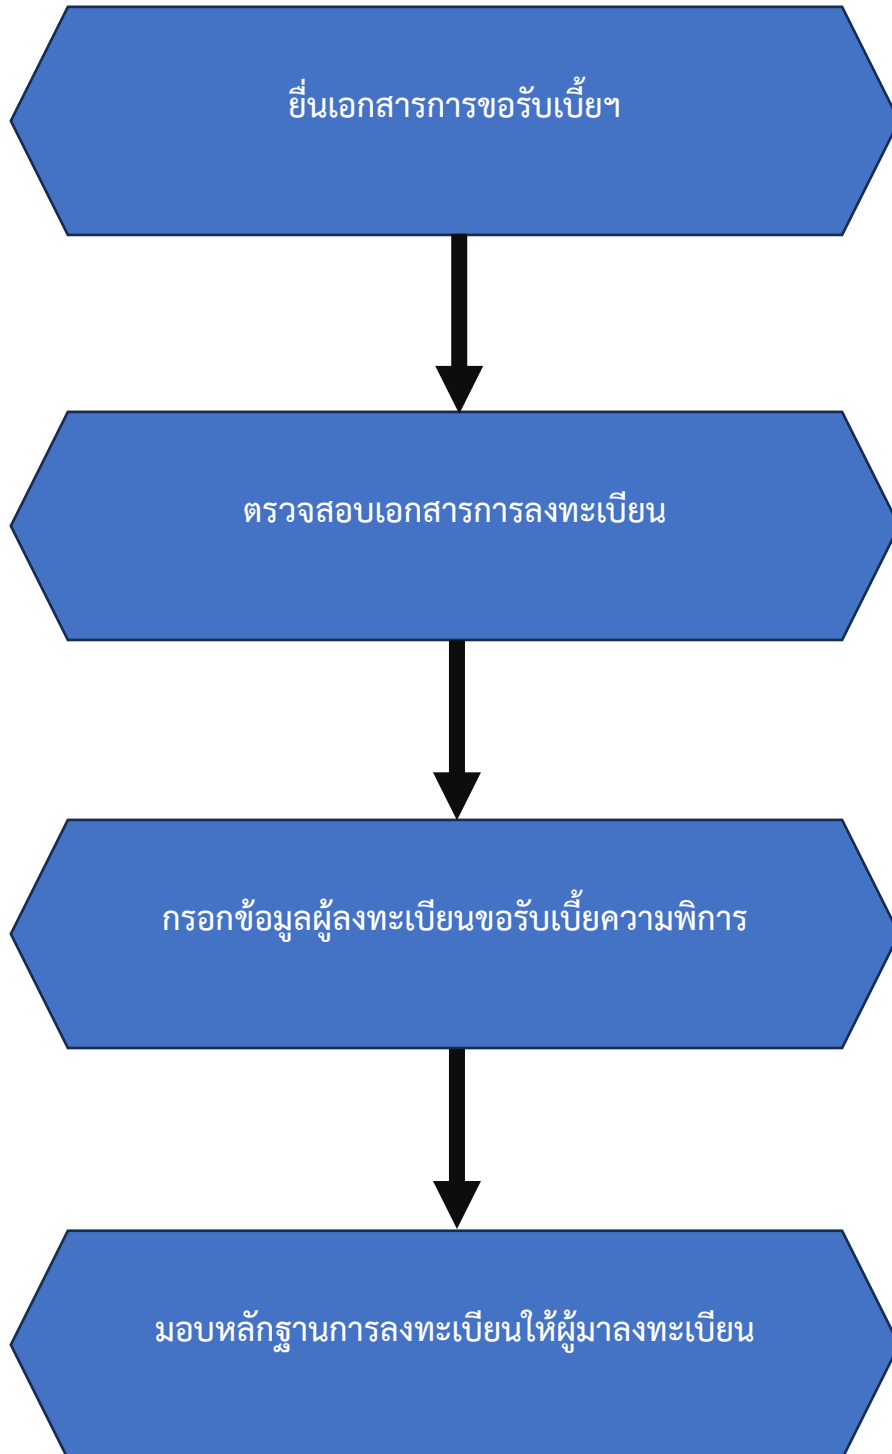 ยื่นเอกสารการขอรับเบี้ยฯ
ตรวจสอบเอกสารการลงทะเบียน
กรอกข้อมูลผู้ลงทะเบียนขอรับเบี้ยความพิการ
มอบหลักฐานการลงทะเบียนให้ผู้มาลงทะเบียน